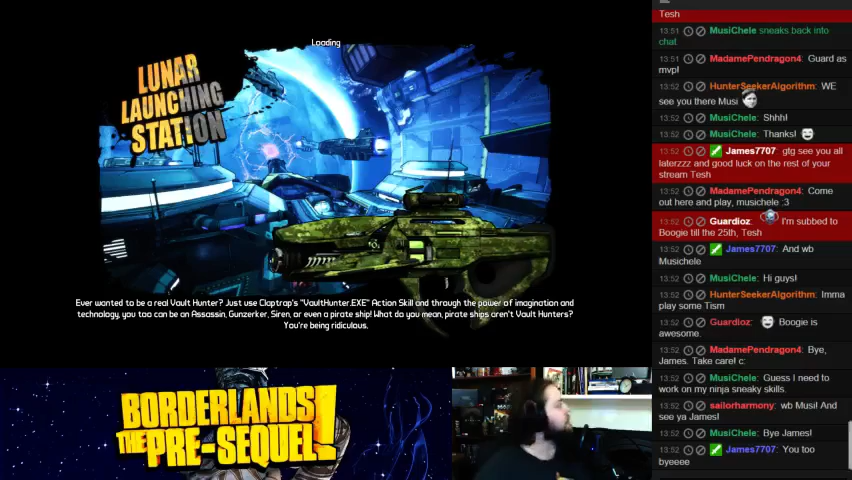 Loading
LUNAR
LAUNCHING
STATION
Ever wanted to be a real Vault Hunter? Just use Claptrap's "VaultHunter.EXE" Action Skill and through the power of imagination and
technology, you too can be an Assassin, Gunzerker, Siren, or even a pirate ship! What do you mean, pirate ships aren't Vault Hunters?
You're being ridiculous.
BORDERLANDS
THE PRE-SEQUEL!
Tesh
13:51 MusiChele sneaks back into
chat
13:51 MadamePendragon4: Guard as
mvp!
13:52 HunterSeekerAlgorithm: WE
see you there Musi
13:52 MusiChele: Shhh!
13:52 MusiChele: Thanks!
13:52 James7707: gtg see you all
laterzzz and good luck on the rest of your
stream Tesh
13:52 MadamePendragon4: Come
out here and play, musichele :3
13:52 Guardioz: I'm subbed to
Boogie till the 25th, Tesh
13:52 James7707: And wb
Musichele
13:52 MusiChele: Hi guys!
13:52 HunterSeekerAlgorithm: Imma
play some Tism
13:52 Guardioz: Boogie is
awesome.
13:52 MadamePendragon4: Bye,
James. Take care! c:
13:52 MusiChele: Guess I need to
work on my ninja sneaky skills.
13:52 sailorharmony: wb Musi! And
see ya James!
13:52 MusiChele: Bye James!
13:52 James7707: You too
byeeee